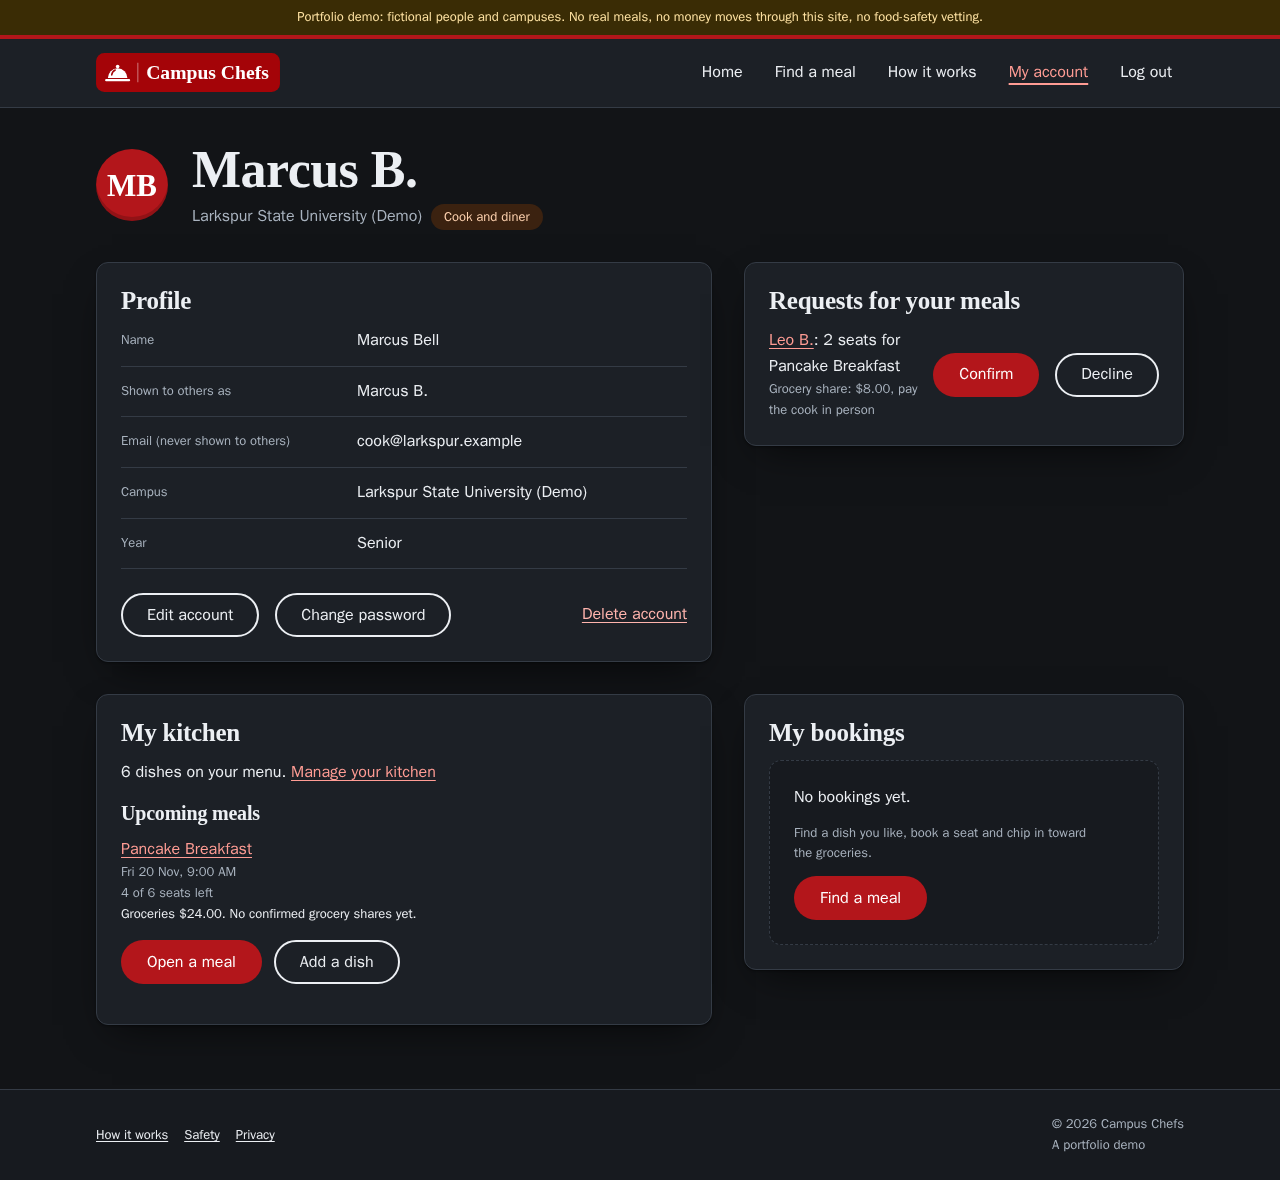 Portfolio demo: fictional people and campuses. No real meals, no money moves through this site, no food-safety vetting.
Campus Chefs
Home
Find a meal
How it works
My account
Log out
MB
Marcus B.
Larkspur State University (Demo)
Cook and diner
Profile
Name
Marcus Bell
Shown to others as
Marcus B.
Email (never shown to others)
cook@larkspur.example
Campus
Larkspur State University (Demo)
Year
Senior
Edit account
Change password
Delete account
Requests for your meals
Leo B.: 2 seats for
Pancake Breakfast
Grocery share: $8.00, pay
the cook in person
Confirm
Decline
My kitchen
6 dishes on your menu. Manage your kitchen
Upcoming meals
Pancake Breakfast
Fri 20 Nov, 9:00 AM
4 of 6 seats left
Groceries $24.00. No confirmed grocery shares yet.
Open a meal
Add a dish
My bookings
No bookings yet.
Find a dish you like, book a seat and chip in toward
the groceries.
Find a meal
How it works
Safety
Privacy
© 2026 Campus Chefs
A portfolio demo